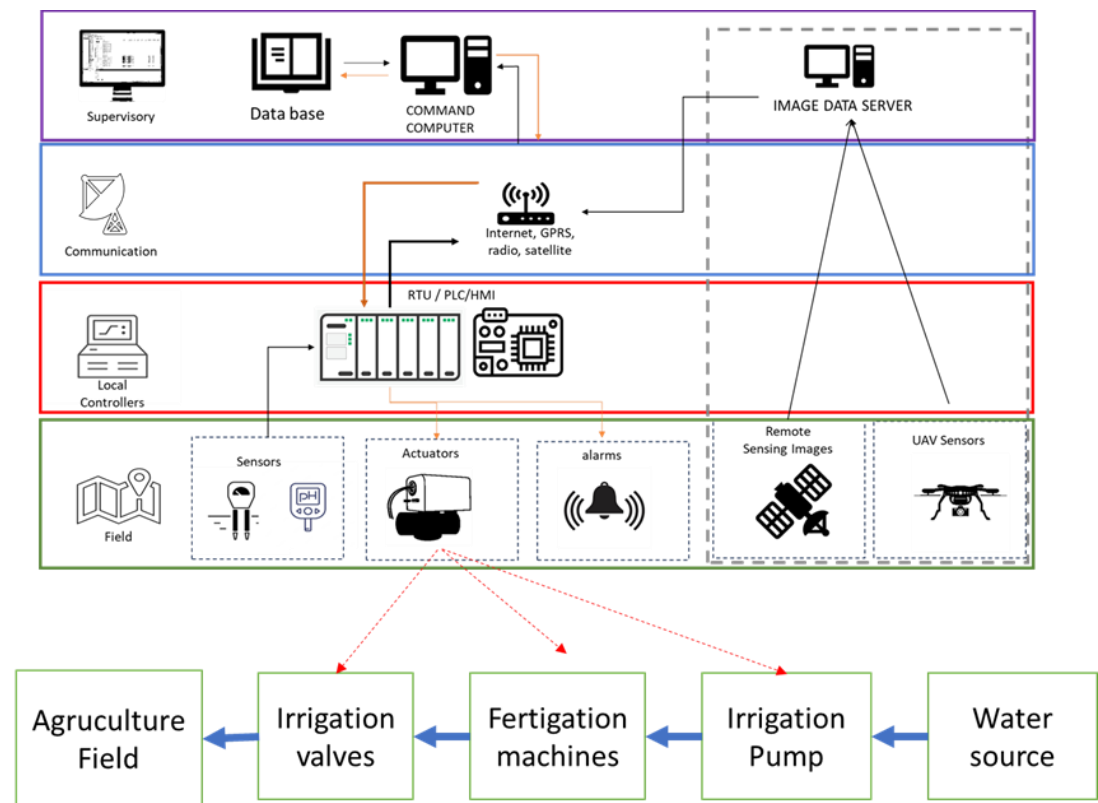 Supervisory
Data base
COMMAND
COMPUTER
IMAGE DATA SERVER
Communication
Internet, GPRS,
radio, satellite
RTU / PLC/HMI
Local
Controllers
Field
Sensors
pH
Actuators
alarms
Remote
Sensing Images
UAV Sensors
Agruculture
Field
Irrigation
valves
Fertigation
machines
Irrigation
Pump
Water
source